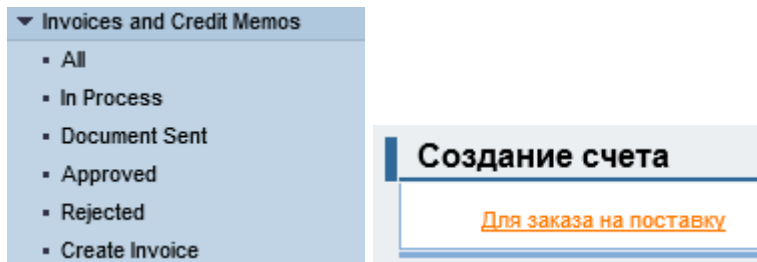 Invoices and Credit Memos
All
In Process
Document Sent
Approved
Rejected
Create Invoice
Создание счета
Для заказа на поставку